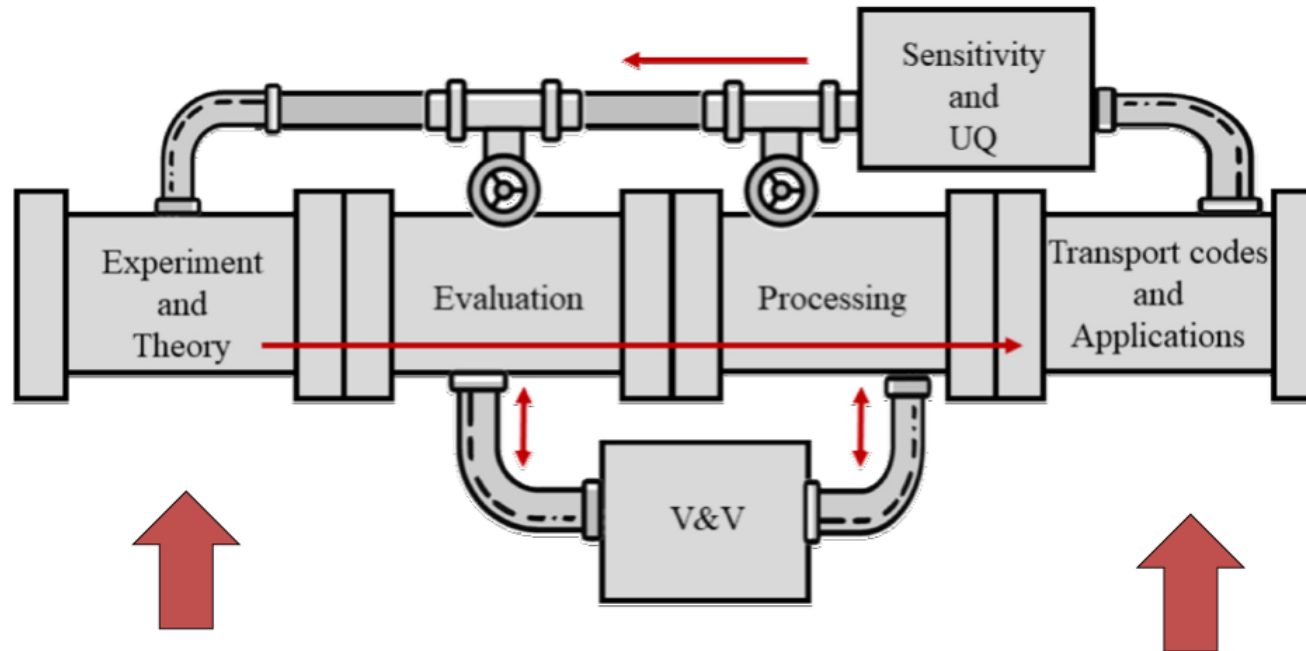 Sensitivity
and
UQ
Experiment
and
Theory
Evaluation
Processing
Transport codes
and
Applications
V&V